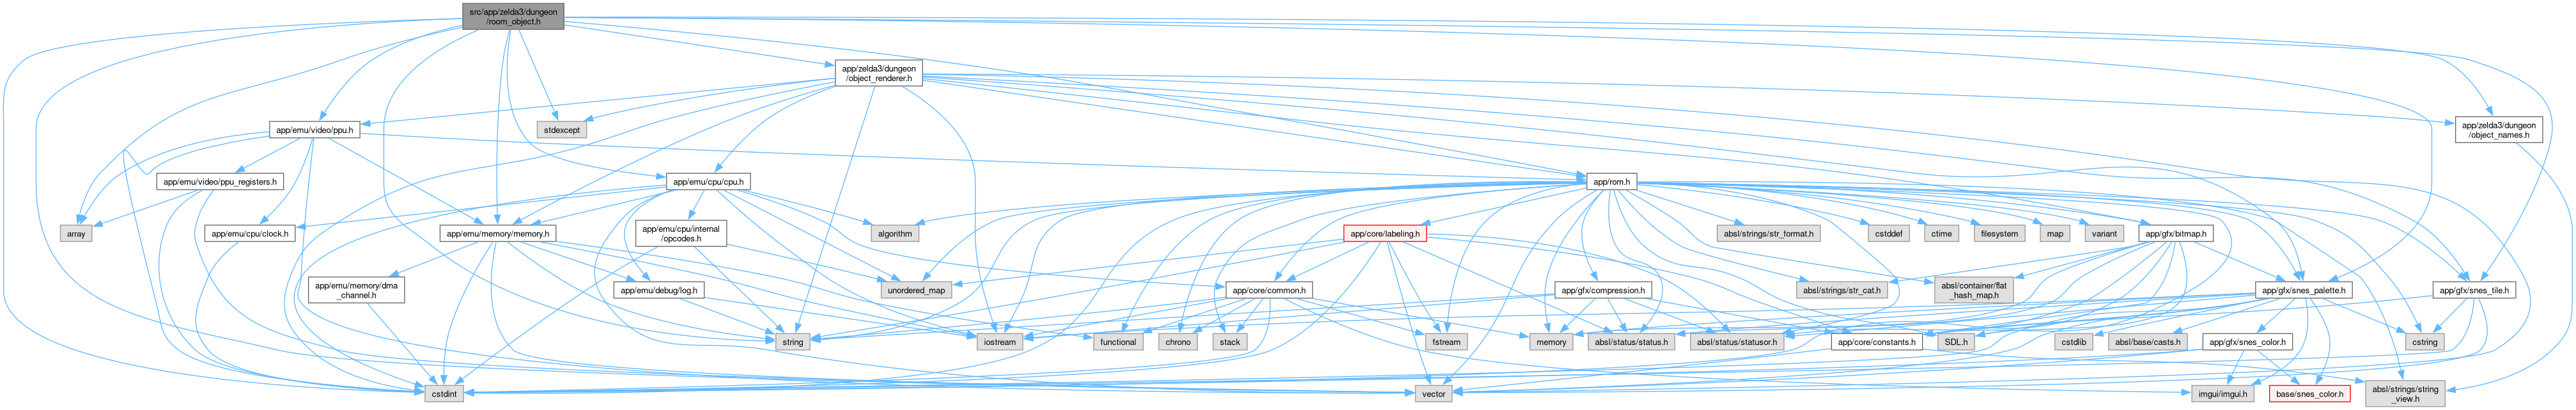 src/app/zelda3/dungeon
/room_object.h
app/zelda3/dungeon
/object_renderer.h
app/emu/video/ppu.h
stdexcept
app/zelda3/dungeon
/object_names.h
app/emu/video/ppu_registers.h
app/emu/cpu/cpu.h
app/rom.h
array
app/emu/cpu/clock.h
app/emu/memory/memory.h
app/emu/cpu/internal
/opcodes.h
algorithm
app/core/labeling.h
absl/strings/str_format.h
cstddef
ctime
filesystem
map
variant
app/gfx/bitmap.h
app/emu/memory/dma
_channel.h
app/emu/debug/log.h
unordered_map
app/core/common.h
app/gfx/compression.h
absl/strings/str_cat.h
absl/container/flat
_hash_map.h
app/gfx/snes_palette.h
app/gfx/snes_tile.h
string
iostream
functional
chrono
stack
fstream
memory
absl/status/status.h
absl/status/statusor.h
app/core/constants.h
SDL.h
cstdlib
absl/base/casts.h
app/gfx/snes_color.h
cstring
cstdint
vector
imgui/imgui.h
base/snes_color.h
absl/strings/string
_view.h